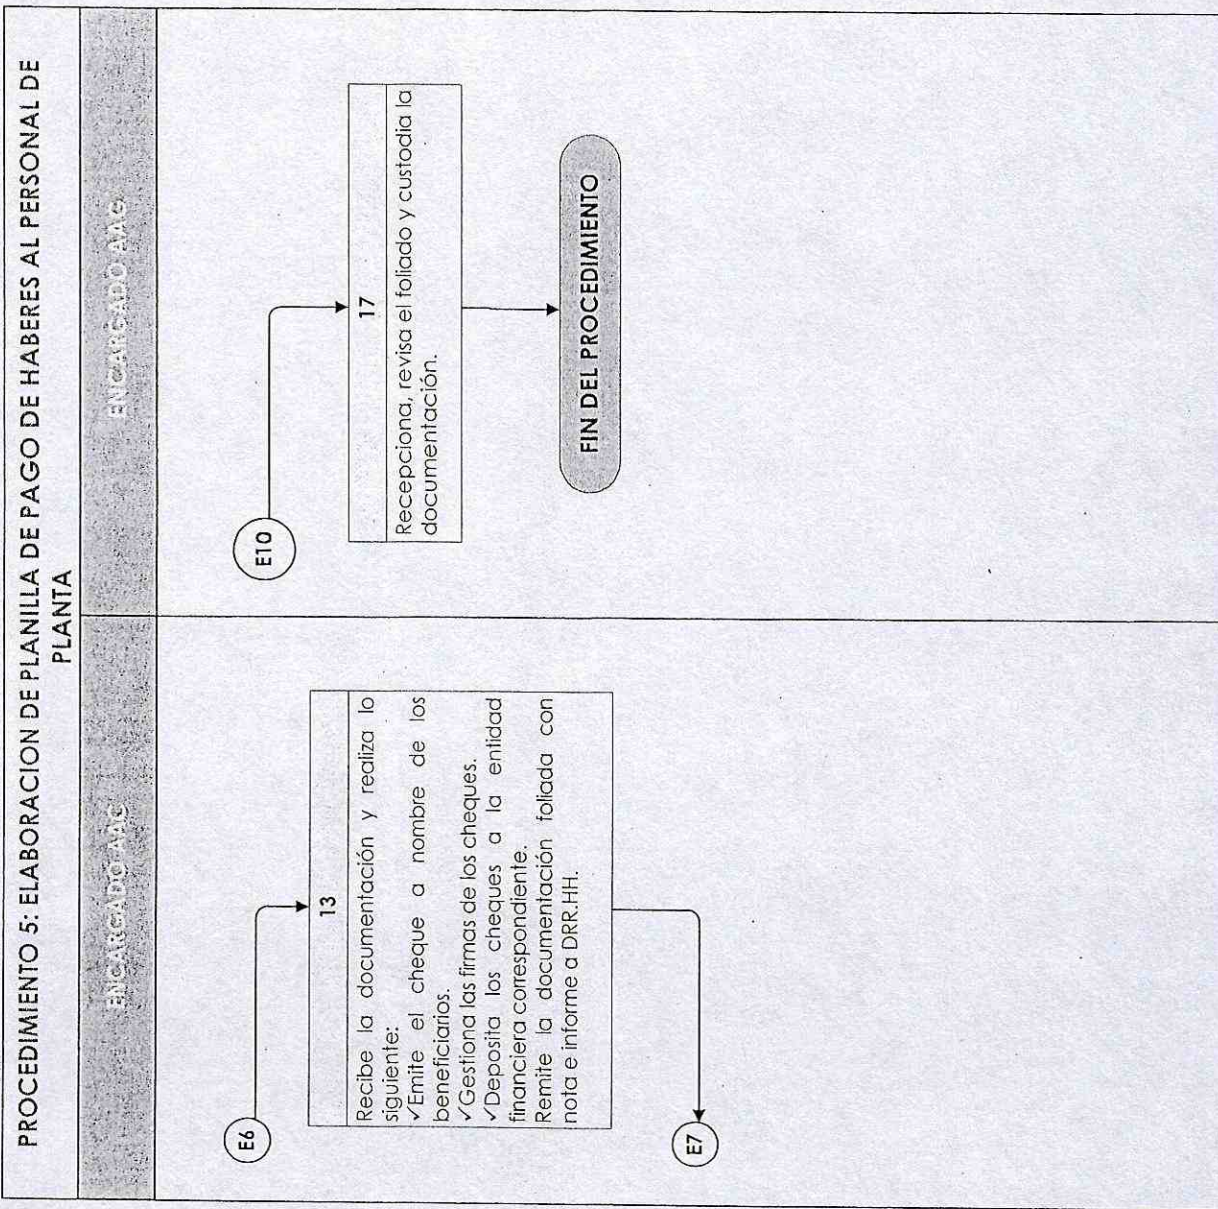 PROCEDIMIENTO 5: ELABORACION DE PLANILLA DE PAGO DE HABERES AL PERSONAL DE
PLANTA
ENCARGADO AAC
E6
13
Recibe la documentación y realiza lo
siguiente:
✓Emite el cheque a nombre de los
beneficiarios.
✓Gestiona las firmas de los cheques.
✓Deposita los cheques a la entidad
financiera correspondiente.
Remite la documentación foliada con
nota e informe a DRR.HH.
E7
ENCARGADO AAG
E10
17
Recepciona, revisa el foliado y custodia la
documentación.
FIN DEL PROCEDIMIENTO